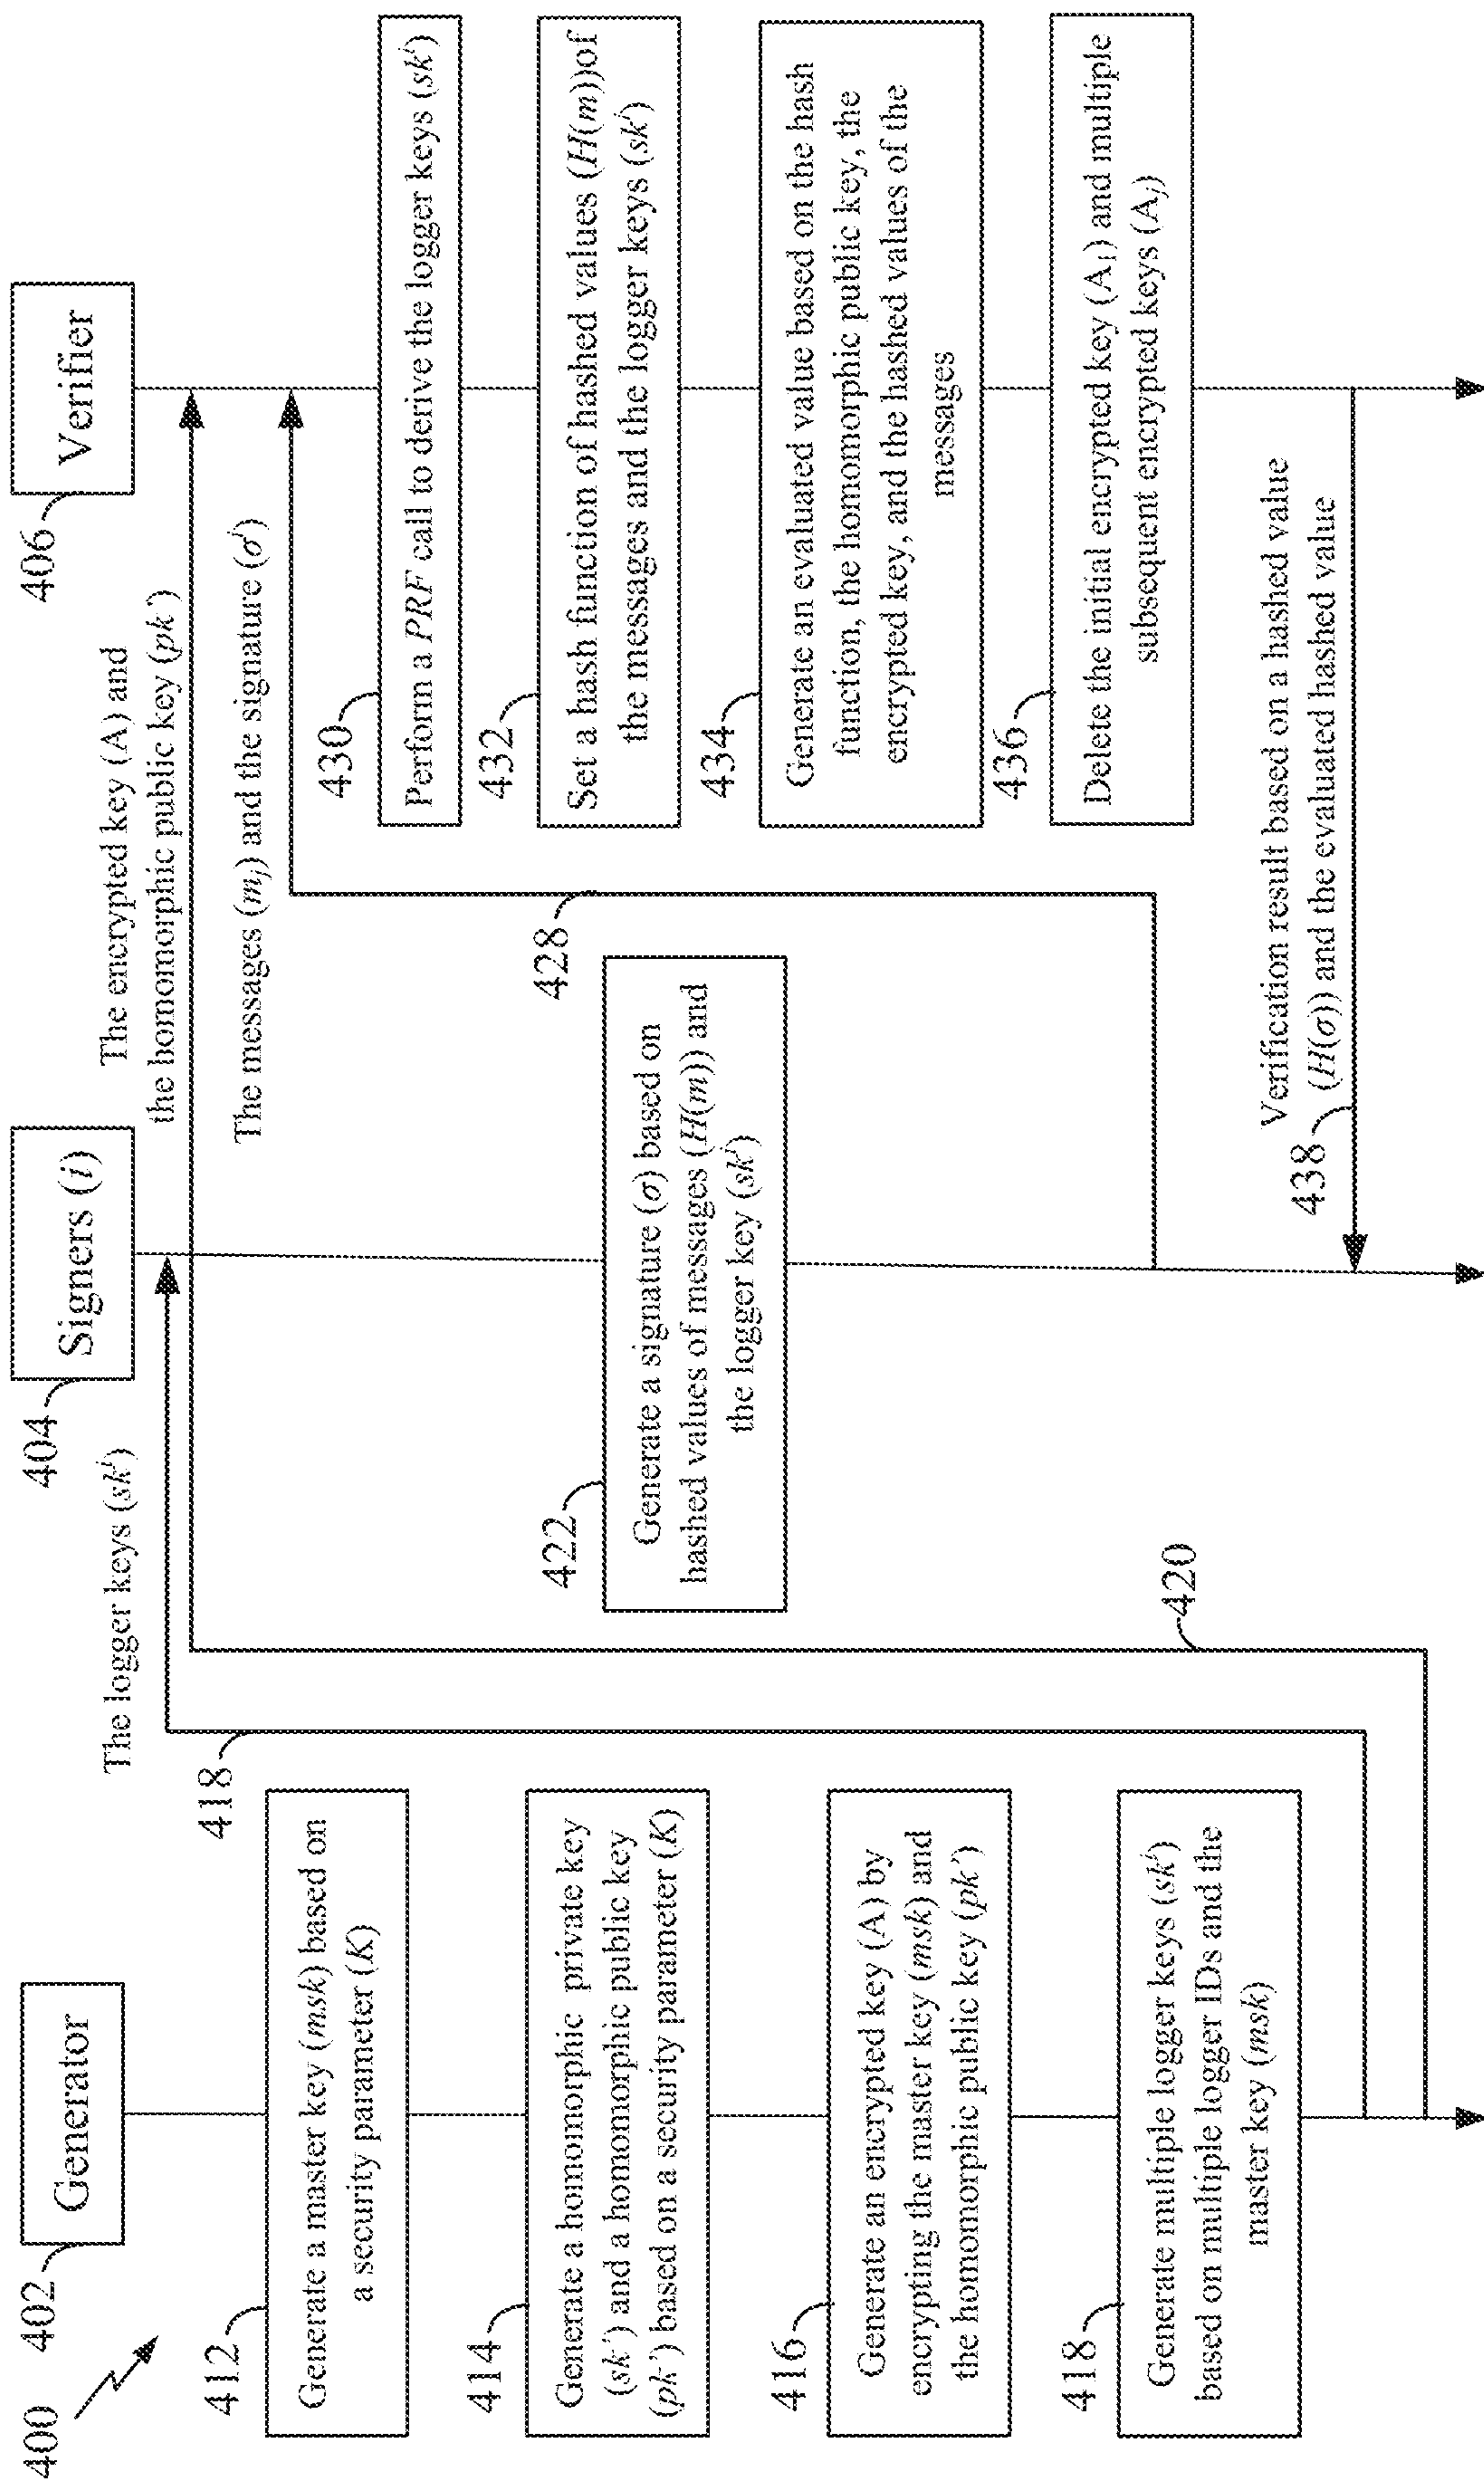 400
402
Generator
412
Generate a master key (msk) based on
a security parameter (K)
414
Generate a homomorphic private key
(sk') and a homomorphic public key
(pk') based on a security parameter (K)
416
Generate an encrypted key (A) by
encrypting the master key (msk) and
the homomorphic public key (pk')
418
Generate multiple logger keys (sk^i)
based on multiple logger IDs and the
master key (msk)
418
The logger keys (sk^i)
420
404
Signers (i)
422
Generate a signature (σ) based on
hashed values of messages (H(m)) and
the logger key (sk^i)
The encrypted key (A) and
the homomorphic public key (pk')
The messages (m_j) and the signature (σ^i)
428
406
Verifier
430
Perform a PRF call to derive the logger keys (sk^i)
432
Set a hash function of hashed values (H(m))of
the messages and the logger keys (sk^i)
434
Generate an evaluated value based on the hash
function, the homomorphic public key, the
encrypted key, and the hashed values of the
messages
436
Delete the initial encrypted key (A_1) and multiple
subsequent encrypted keys (A_j)
438
Verification result based on a hashed value
(H(σ)) and the evaluated hashed value